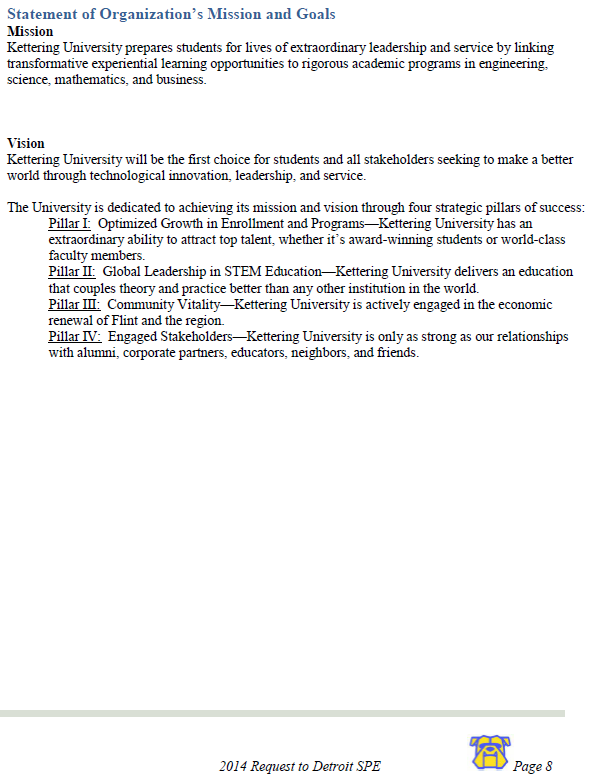 Statement of Organization’s Mission and Goals
Mission
Kettering University prepares students for lives of extraordinary leadership and service by linking
transformative experiential learning opportunities to rigorous academic programs in engineering,
science, mathematics, and business.
Vision
Kettering University will be the first choice for students and all stakeholders seeking to make a better
world through technological innovation, leadership, and service.
The University is dedicated to achieving its mission and vision through four strategic pillars of success:
Pillar I:  Optimized Growth in Enrollment and Programs—Kettering University has an
extraordinary ability to attract top talent, whether it’s award-winning students or world-class
faculty members.
Pillar II:  Global Leadership in STEM Education—Kettering University delivers an education
that couples theory and practice better than any other institution in the world.
Pillar III:  Community Vitality—Kettering University is actively engaged in the economic
renewal of Flint and the region.
Pillar IV:  Engaged Stakeholders—Kettering University is only as strong as our relationships
with alumni, corporate partners, educators, neighbors, and friends.
2014 Request to Detroit SPE Page 8